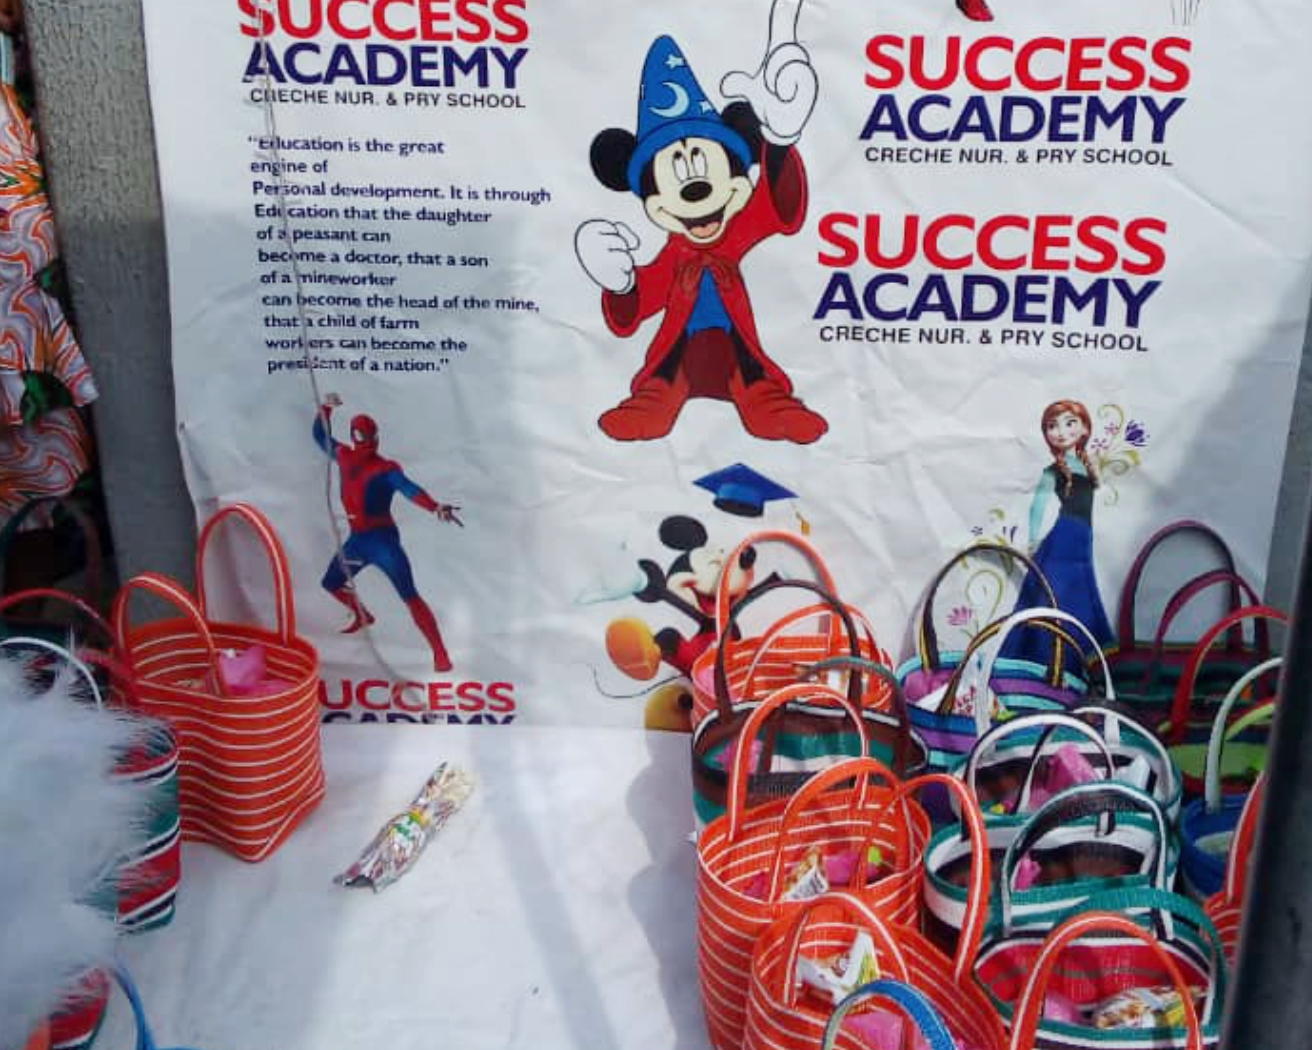 SUCCESS
ACADEMY
CRECHE NUR. & PRY SCHOOL
"Education is the great
engine of
Personal development. It is through
Education that the daughter
of a peasant can
become a doctor, that a son
of a mineworker
can become the head of the mine,
that a child of farm
workers can become the
president of a nation."
SUCCESS
ACADEMY
CRECHE NUR. & PRY SCHOOL
SUCCESS
ACADEMY
CRECHE NUR. & PRY SCHOOL
UCCESS
CADEMY